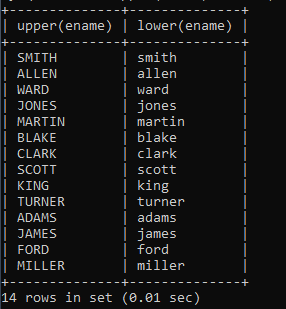 +--------------+--------------+
| upper(ename) | lower(ename) |
+--------------+--------------+
| SMITH        | smith        |
| ALLEN        | allen        |
| WARD         | ward         |
| JONES        | jones        |
| MARTIN       | martin       |
| BLAKE        | blake        |
| CLARK        | clark        |
| SCOTT        | scott        |
| KING         | king         |
| TURNER       | turner       |
| ADAMS        | adams        |
| JAMES        | james        |
| FORD         | ford         |
| MILLER       | miller       |
+--------------+--------------+
14 rows in set (0.01 sec)